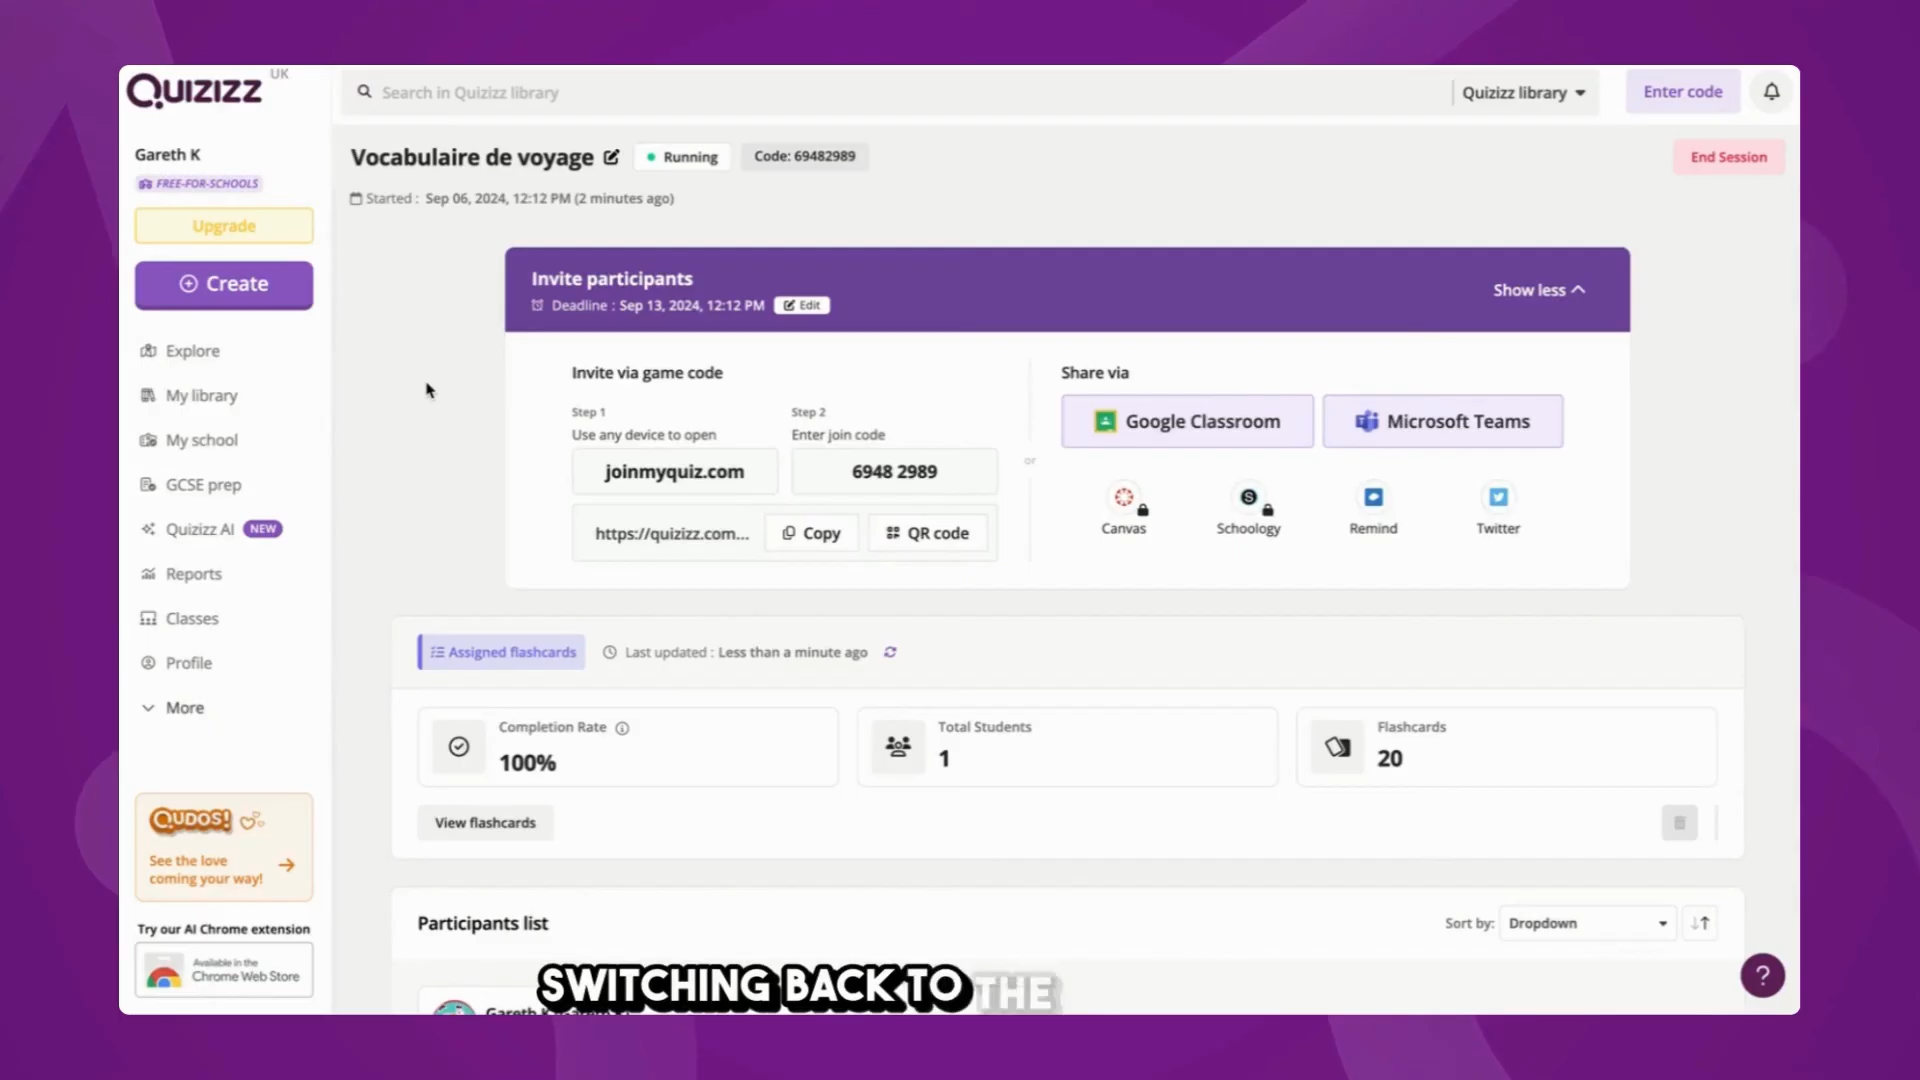 QUIZIZZ UK
Search in Quizizz library
Quizizz library
Enter code
Gareth K
FREE-FOR-SCHOOLS
Upgrade
Create
Explore
My library
My school
GCSE prep
Quizizz AI NEW
Reports
Classes
Profile
More
QUDOS!
See the love
coming your way!
Try our AI Chrome extension
Available in the
Chrome Web Store
Vocabulaire de voyage
Running
Code: 69482989
End Session
Started : Sep 06, 2024, 12:12 PM (2 minutes ago)
Invite participants
Deadline : Sep 13, 2024, 12:12 PM
Edit
Show less
Invite via game code
Step 1
Use any device to open
joinmyquiz.com
Step 2
Enter join code
6948 2989
https://quizizz.com...
Copy
QR code
or
Share via
Google Classroom
Microsoft Teams
Canvas
Schoology
Remind
Twitter
Assigned flashcards
Last updated : Less than a minute ago
Completion Rate
100%
Total Students
1
Flashcards
20
View flashcards
Participants list
Sort by:
Dropdown
Gareth
SWITCHING BACK TO THE
?